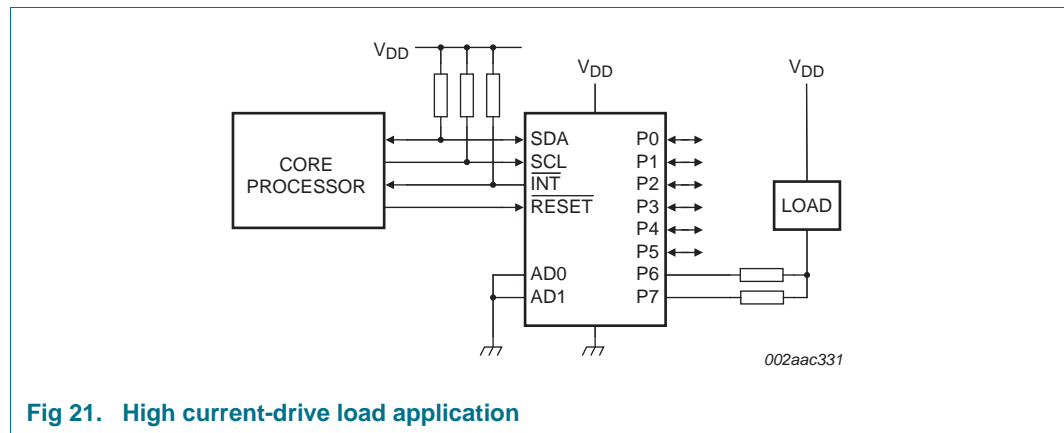 VDD
VDD
VDD
CORE
PROCESSOR
SDA
SCL
INT
RESET
AD0
AD1
P0
P1
P2
P3
P4
P5
P6
P7
LOAD
002aac331
Fig 21. High current-drive load application